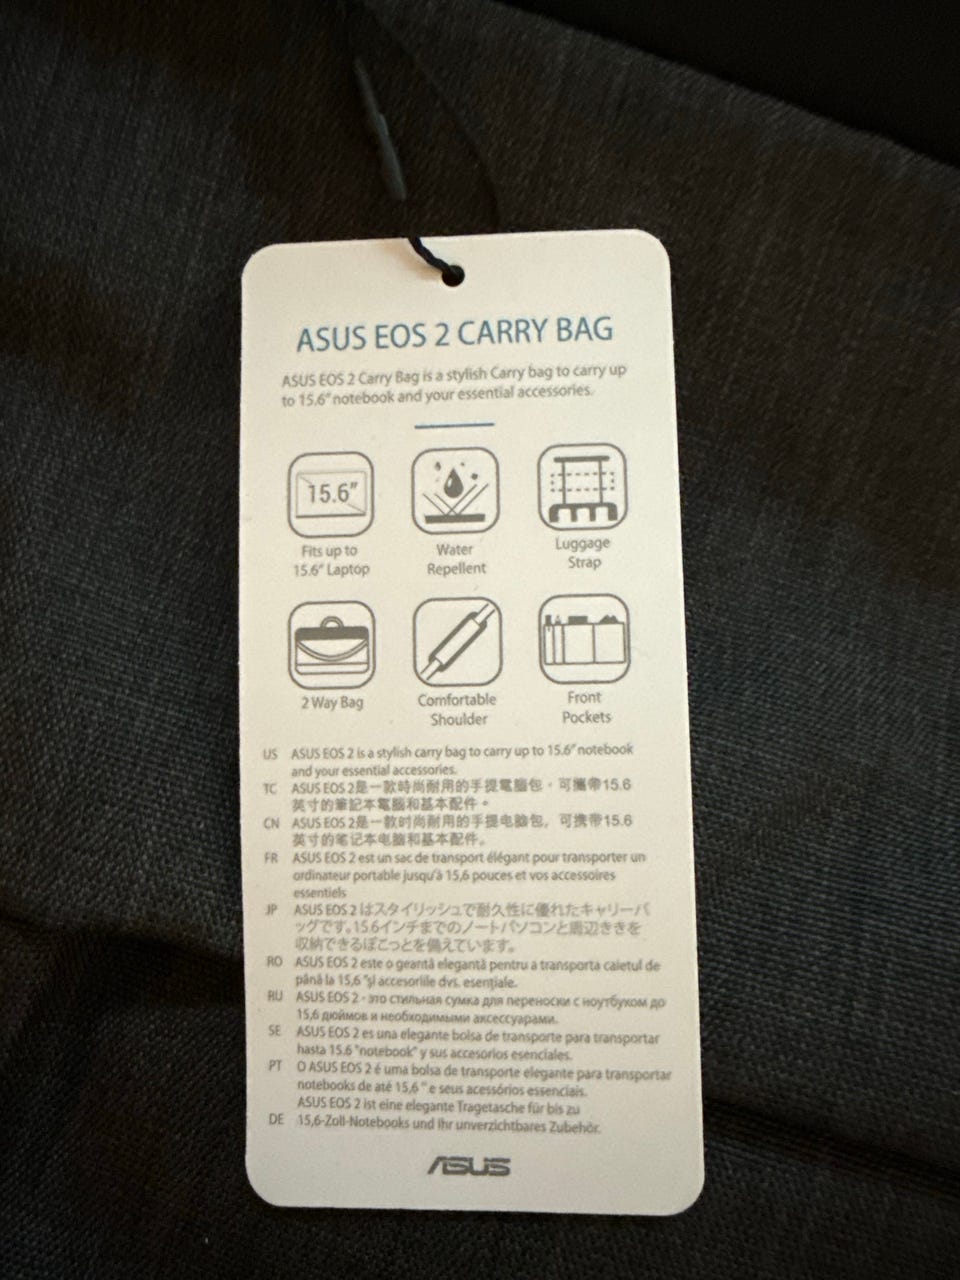 ASUS EOS 2 CARRY BAG
ASUS EOS 2 Carry Bag is a stylish Carry bag to carry up
to 15.6" notebook and your essential accessories.
15.6"
Fits up to
15.6" Laptop
Water
Repellent
Luggage
Strap
2 Way Bag
Comfortable
Shoulder
Front
Pockets
US ASUS EOS 2 is a stylish carry bag to carry up to 15.6" notebook
and your essential accessories.
TC ASUS EOS 2是一款時尚耐用的手提電腦包,可攜帶15.6
英寸的筆記本電腦和基本配件。
CN ASUS EOS 2是一款时尚耐用的手提电脑包，可携带15.6
英寸的笔记本电脑和基本配件。
FR ASUS EOS 2 est un sac de transport élégant pour transporter un
ordinateur portable jusqu'à 15,6 pouces et vos accessoires
essentiels
JP ASUS EOS 2 はスタイリッシュで耐久性に優れたキャリーバ
ッグです。15.6インチまでのノートパソコンと周辺ききを
収納できるぽこっとを備えています。
RO ASUS EOS 2 este o geantă elegantă pentru a transporta caietul de
până la 15,6 "și accesoriile dvs. esențiale.
RU ASUS EOS 2 - это стильная сумка для переноски с ноутбуком до
15,6 дюймов и необходимыми аксессуарами.
SE ASUS EOS 2 es una elegante bolsa de transporte para transportar
hasta 15.6 "notebook" y sus accesorios esenciales.
PT O ASUS EOS 2 é uma bolsa de transporte elegante para transportar
notebooks de até 15,6 " e seus acessórios essenciais.
ASUS EOS 2 ist eine elegante Tragetasche für bis zu
DE 15,6-Zoll-Notebooks und Ihr unverzichtbares Zubehör.
ASUS